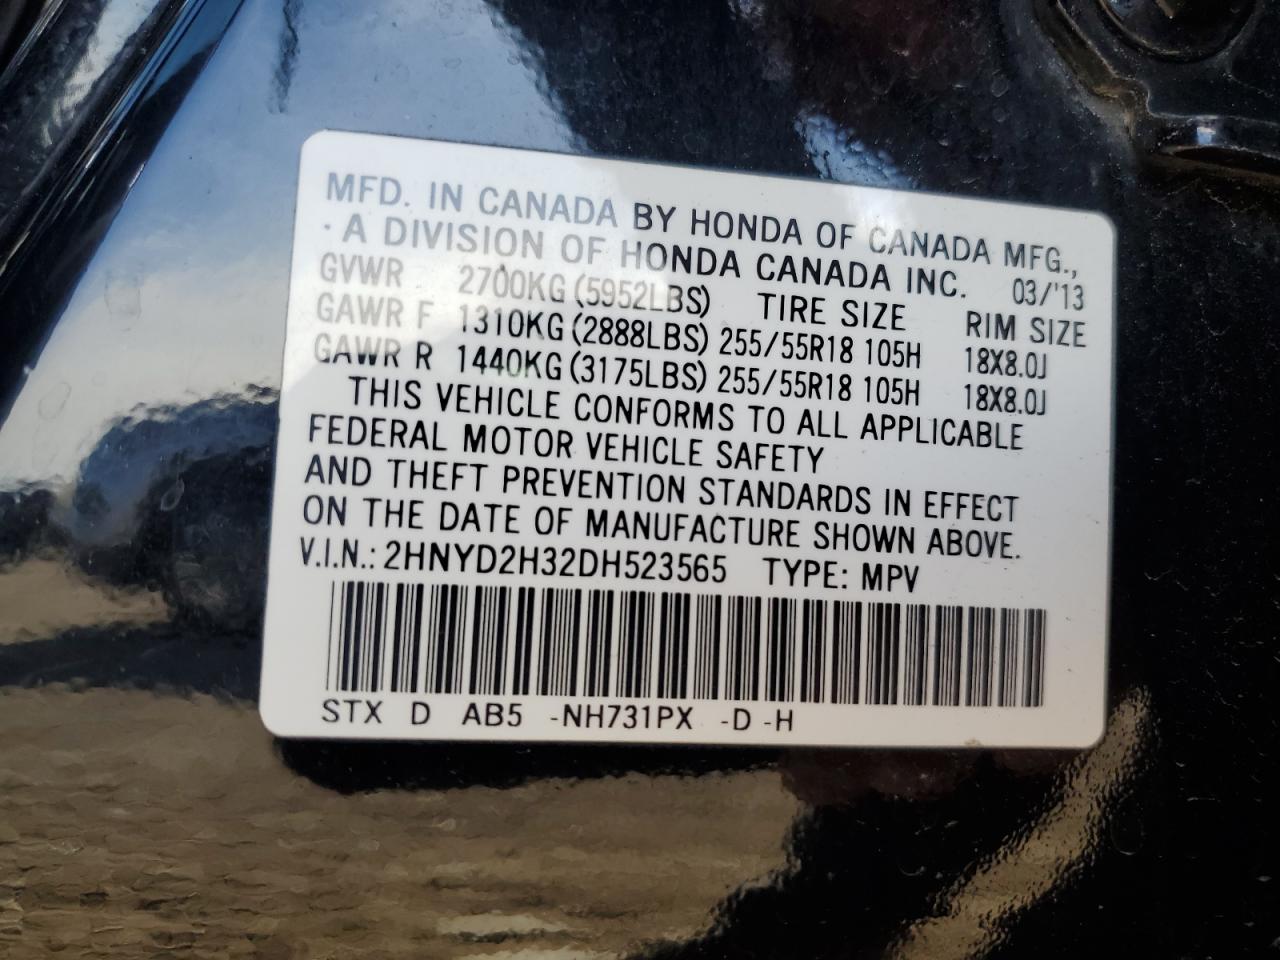 MFD. IN CANADA BY HONDA OF CANADA MFG.,
· A DIVISION OF HONDA CANADA INC. 03/'13
GVWR 2700KG (5952LBS) TIRE SIZE RIM SIZE
GAWR F 1310KG (2888LBS) 255/55R18 105H 18X8.0J
GAWR R 1440KG (3175LBS) 255/55R18 105H 18X8.0J
THIS VEHICLE CONFORMS TO ALL APPLICABLE
FEDERAL MOTOR VEHICLE SAFETY
AND THEFT PREVENTION STANDARDS IN EFFECT
ON THE DATE OF MANUFACTURE SHOWN ABOVE.
V.I.N.: 2HNYD2H32DH523565 TYPE: MPV
STX D AB5 -NH731PX -D -H